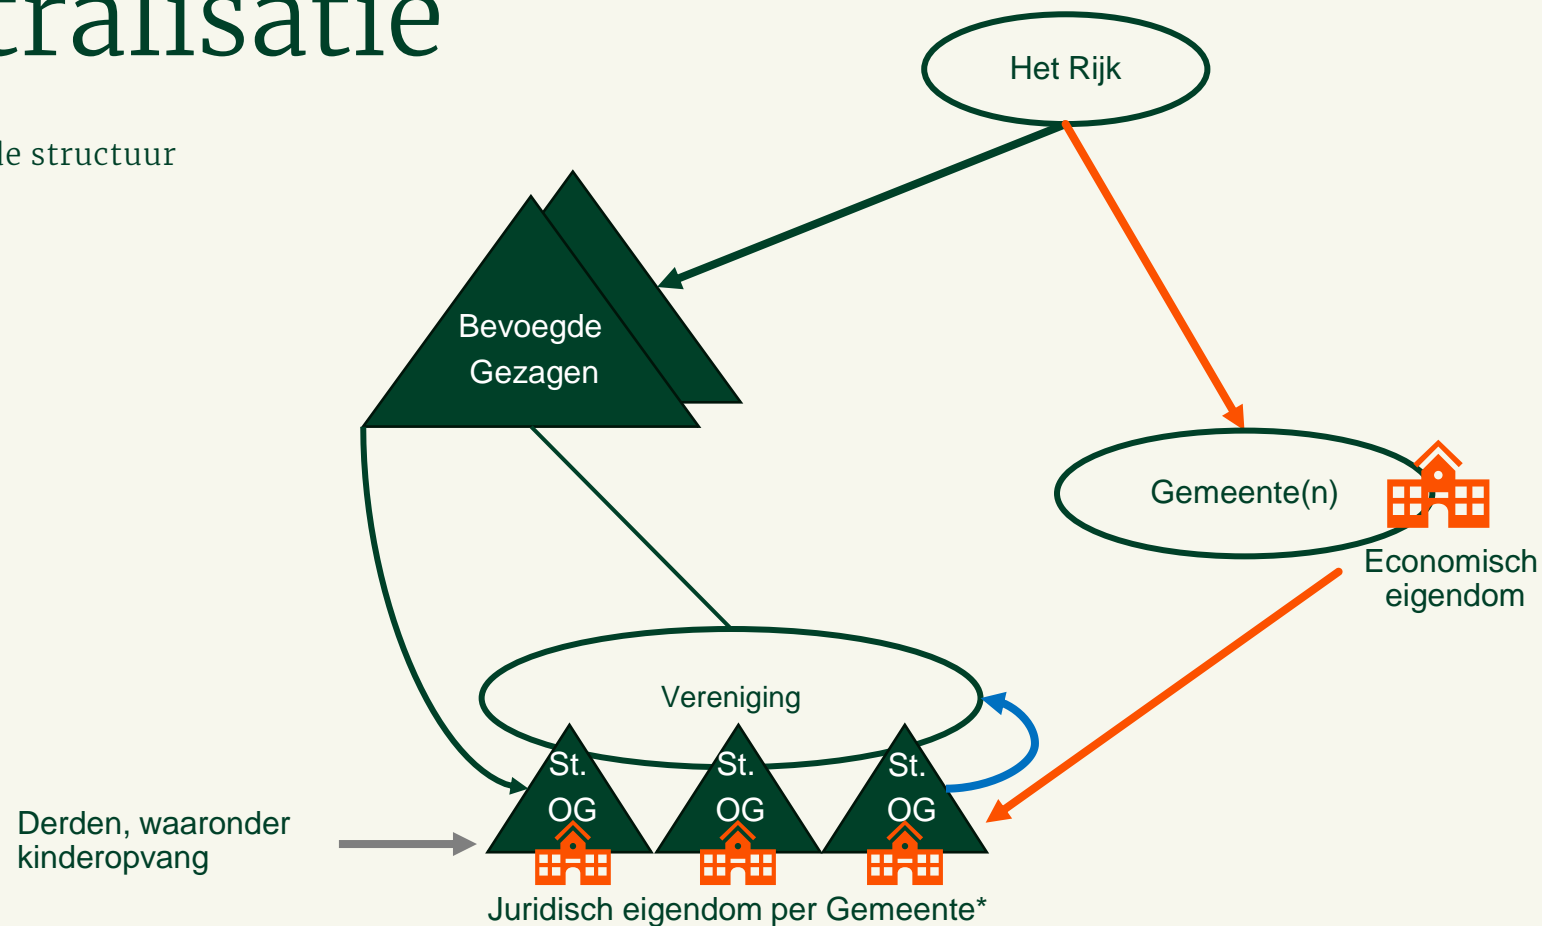 tralisatie
Het Rijk
de structuur
Bevoegde
Gezagen
Gemeente(n)
Economisch
eigendom
Vereniging
St.
OG
St.
OG
St.
OG
Derden, waaronder
kinderopvang
Juridisch eigendom per Gemeente*